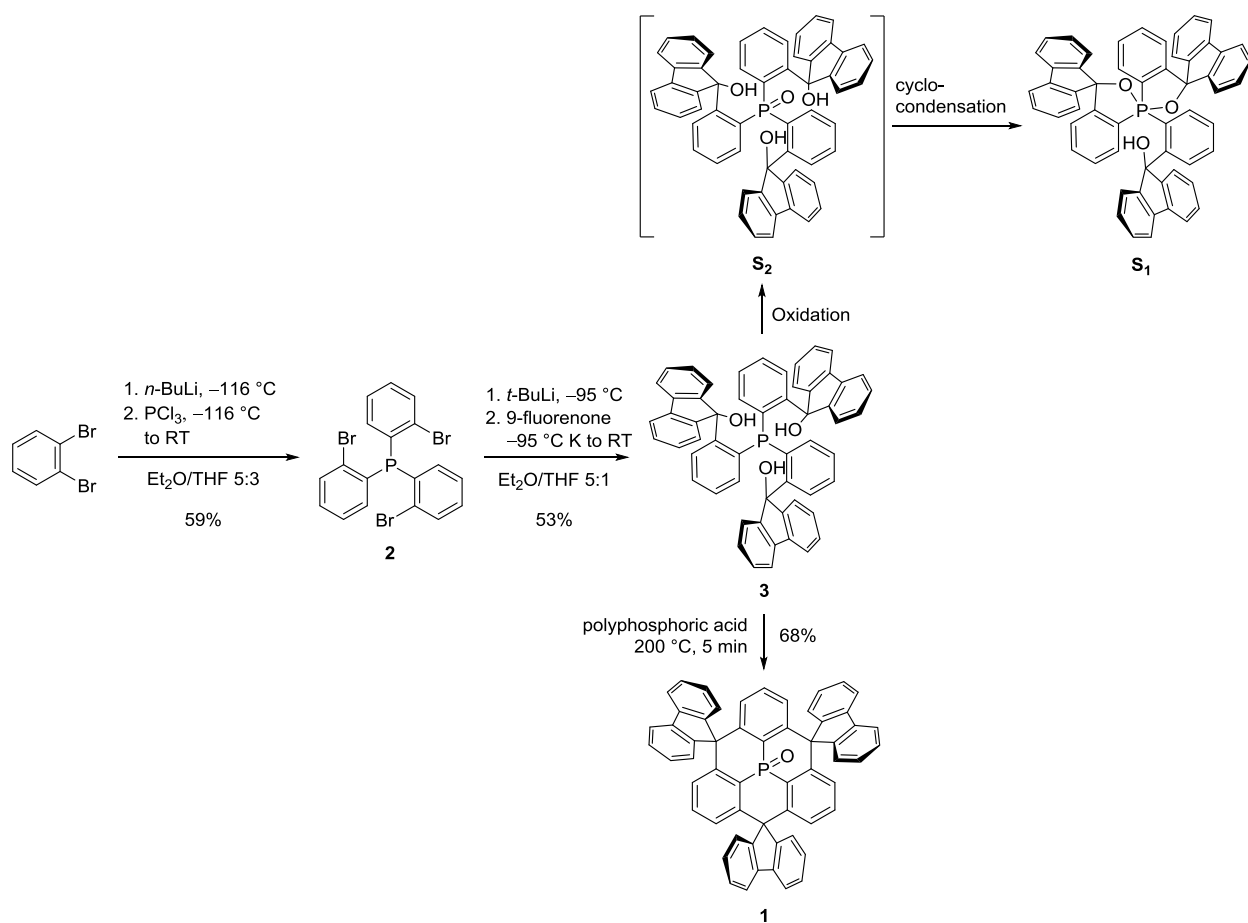 OH
P
O
OH
OH
S₂
cyclo-
condensation
O
P
O
HO
S₁
Oxidation
Br
Br
1. n-BuLi, –116 °C
2. PCl₃, –116 °C
to RT
Et₂O/THF 5:3
59%
Br
Br
P
Br
2
1. t-BuLi, –95 °C
2. 9-fluorenone
–95 °C K to RT
Et₂O/THF 5:1
53%
OH
HO
P
OH
3
polyphosphoric acid
200 °C, 5 min
68%
P
O
1